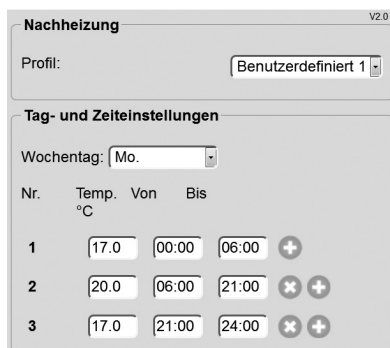 V2.0
Nachheizung
Profil: Benutzerdefiniert 1
Tag- und Zeiteinstellungen
Wochentag: Mo.
Nr. Temp. °C Von Bis
1 17.0 00:00 06:00
2 20.0 06:00 21:00
3 17.0 21:00 24:00